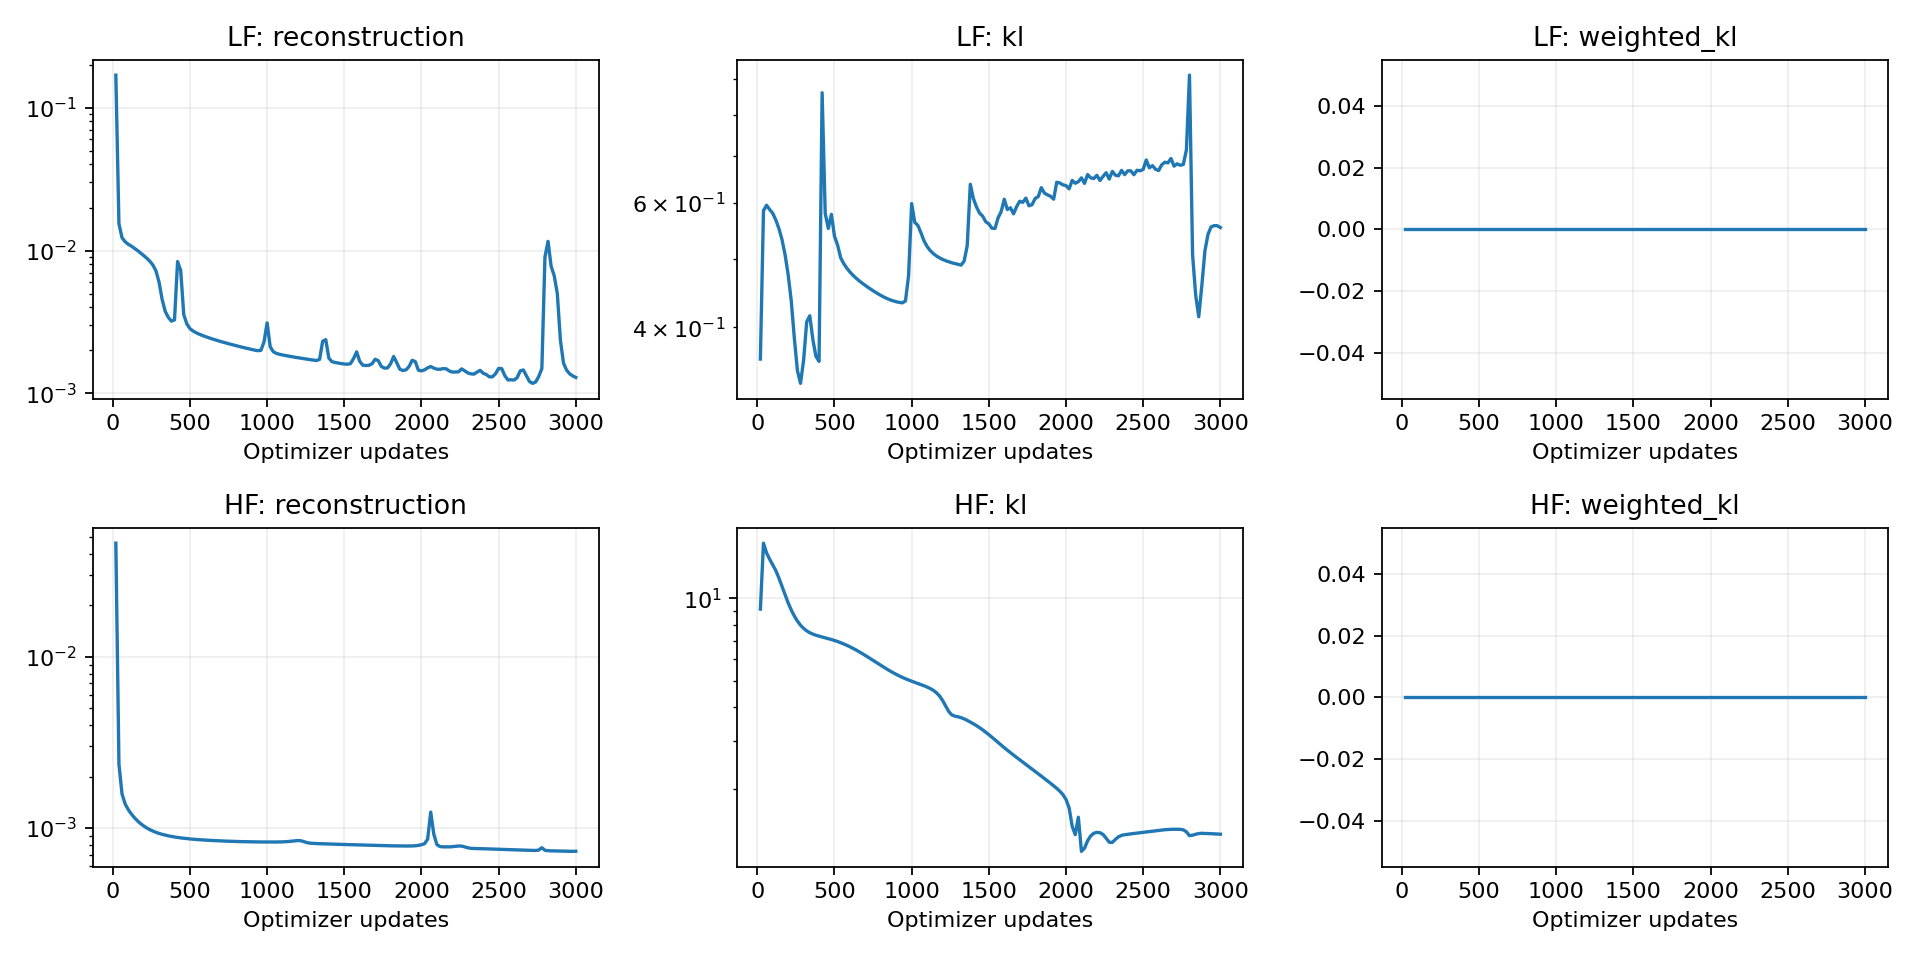 LF: reconstruction
10⁻¹
10⁻²
10⁻³
0 500 1000 1500 2000 2500 3000
Optimizer updates
LF: kl
6 × 10⁻¹
4 × 10⁻¹
0 500 1000 1500 2000 2500 3000
Optimizer updates
LF: weighted_kl
0.04
0.02
0.00
−0.02
−0.04
0 500 1000 1500 2000 2500 3000
Optimizer updates
HF: reconstruction
10⁻²
10⁻³
0 500 1000 1500 2000 2500 3000
Optimizer updates
HF: kl
10¹
0 500 1000 1500 2000 2500 3000
Optimizer updates
HF: weighted_kl
0.04
0.02
0.00
−0.02
−0.04
0 500 1000 1500 2000 2500 3000
Optimizer updates